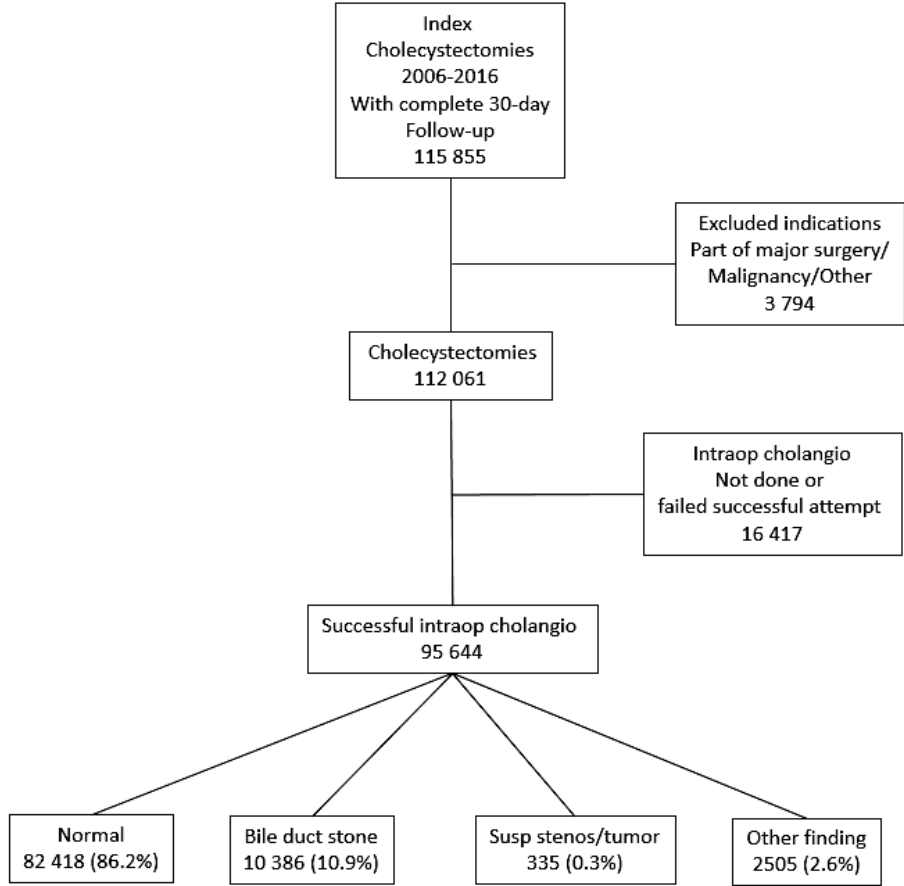 Index
Cholecystectomies
2006-2016
With complete 30-day
Follow-up
115 855
Excluded indications
Part of major surgery/
Malignancy/Other
3 794
Cholecystectomies
112 061
Intraop cholangio
Not done or
failed successful attempt
16 417
Successful intraop cholangio
95 644
Normal
82 418 (86.2%)
Bile duct stone
10 386 (10.9%)
Susp stenos/tumor
335 (0.3%)
Other finding
2505 (2.6%)